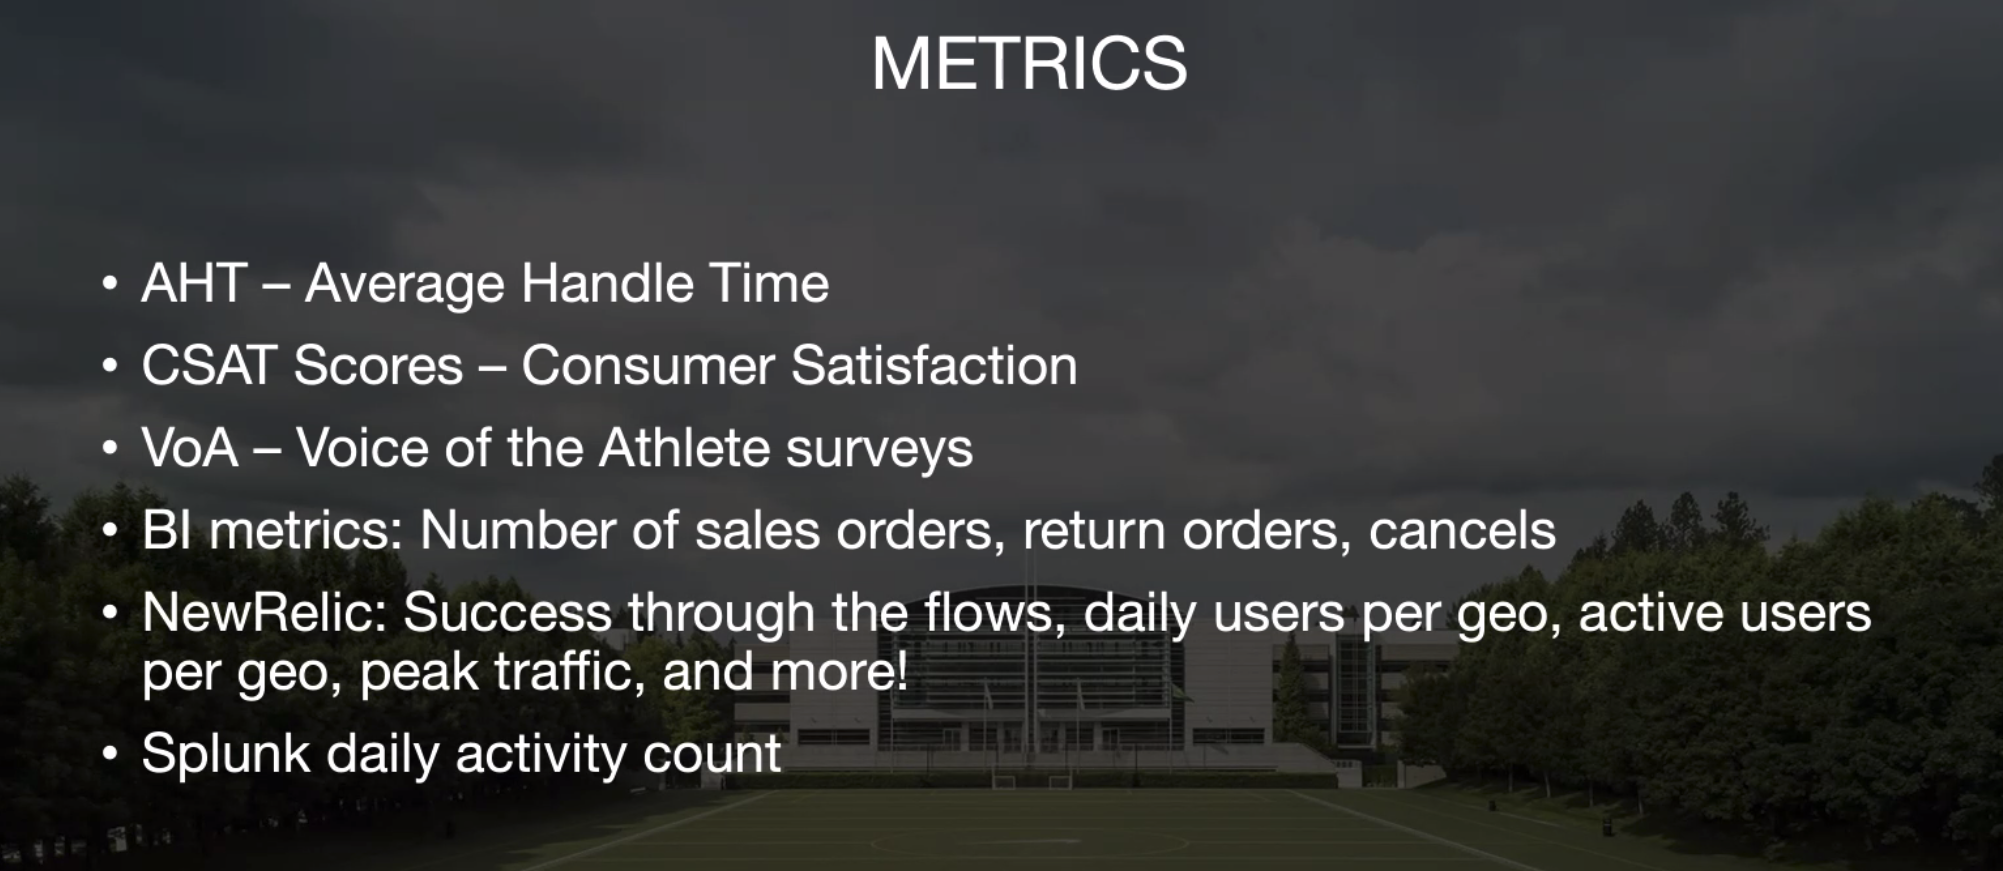 METRICS
• AHT – Average Handle Time
• CSAT Scores – Consumer Satisfaction
• VoA – Voice of the Athlete surveys
• BI metrics: Number of sales orders, return orders, cancels
• NewRelic: Success through the flows, daily users per geo, active users
per geo, peak traffic, and more!
• Splunk daily activity count